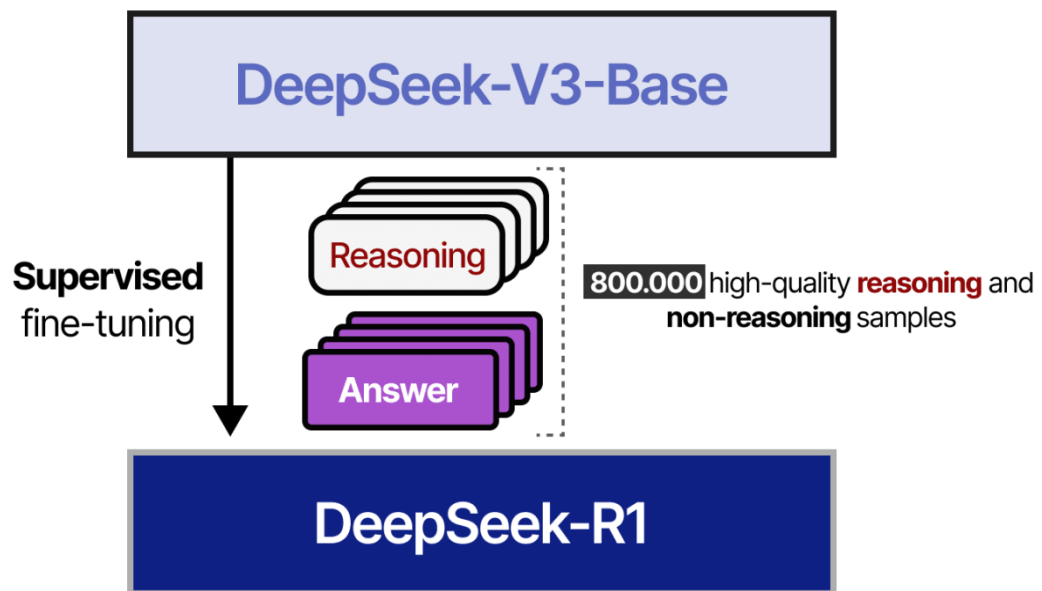 DeepSeek-V3-Base
Reasoning
Supervised
fine-tuning
800.000 high-quality reasoning and
non-reasoning samples
Answer
DeepSeek-R1